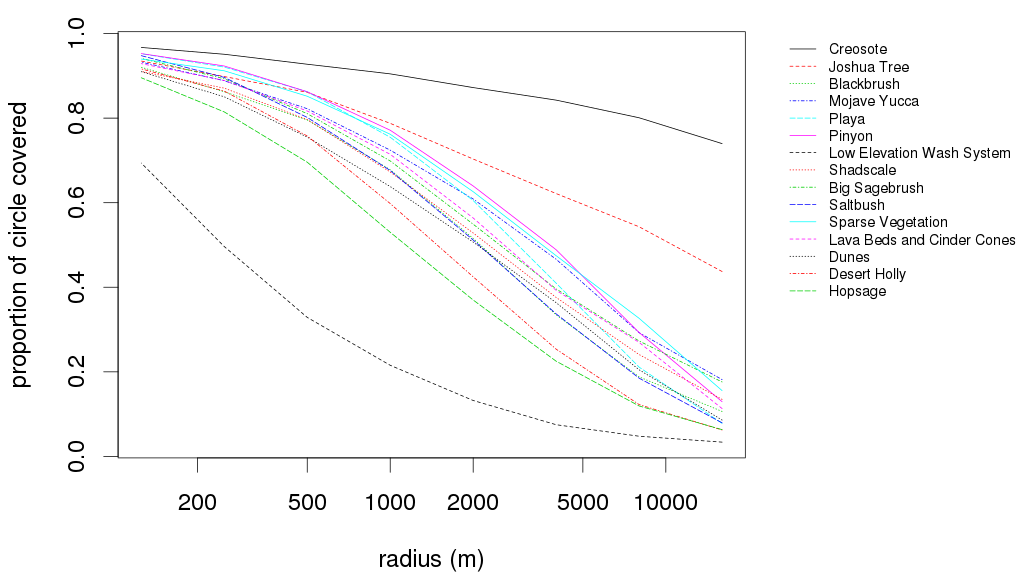 proportion of circle covered
1.0
0.8
0.6
0.4
0.2
0.0
200 500 1000 2000 5000 10000
radius (m)
Creosote
Joshua Tree
Blackbrush
Mojave Yucca
Playa
Pinyon
Low Elevation Wash System
Shadscale
Big Sagebrush
Saltbush
Sparse Vegetation
Lava Beds and Cinder Cones
Dunes
Desert Holly
Hopsage